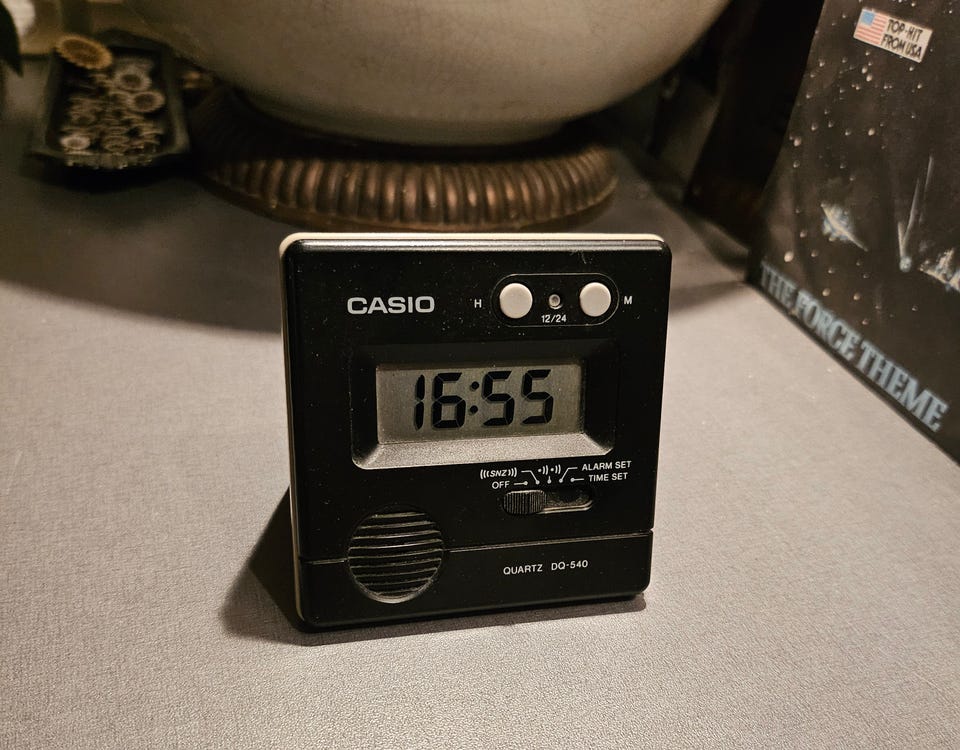 TOP-HIT
FROM USA
THE FORCE THEME
CASIO
H
12/24
M
16:55
(((SNZ)))
ALARM SET
OFF
TIME SET
QUARTZ DQ-540